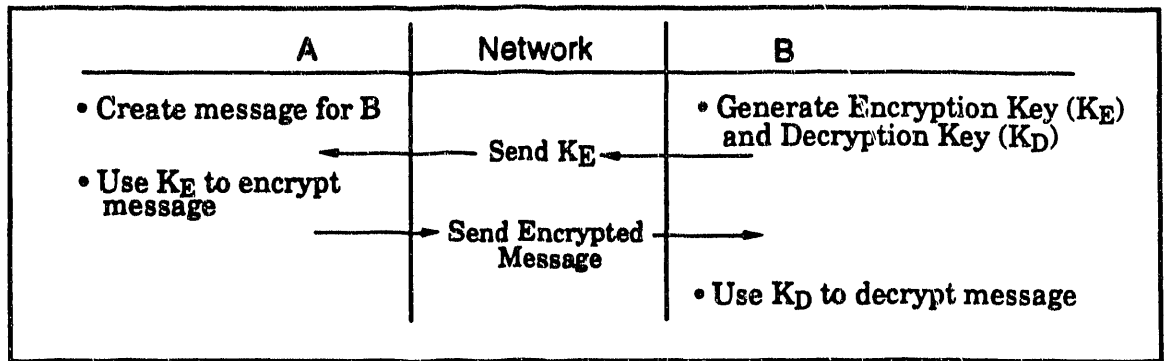 A Network B
• Create message for B
• Generate Encryption Key (KE)
and Decryption Key (KD)
Send KE
• Use KE to encrypt
message
Send Encrypted
Message
• Use KD to decrypt message